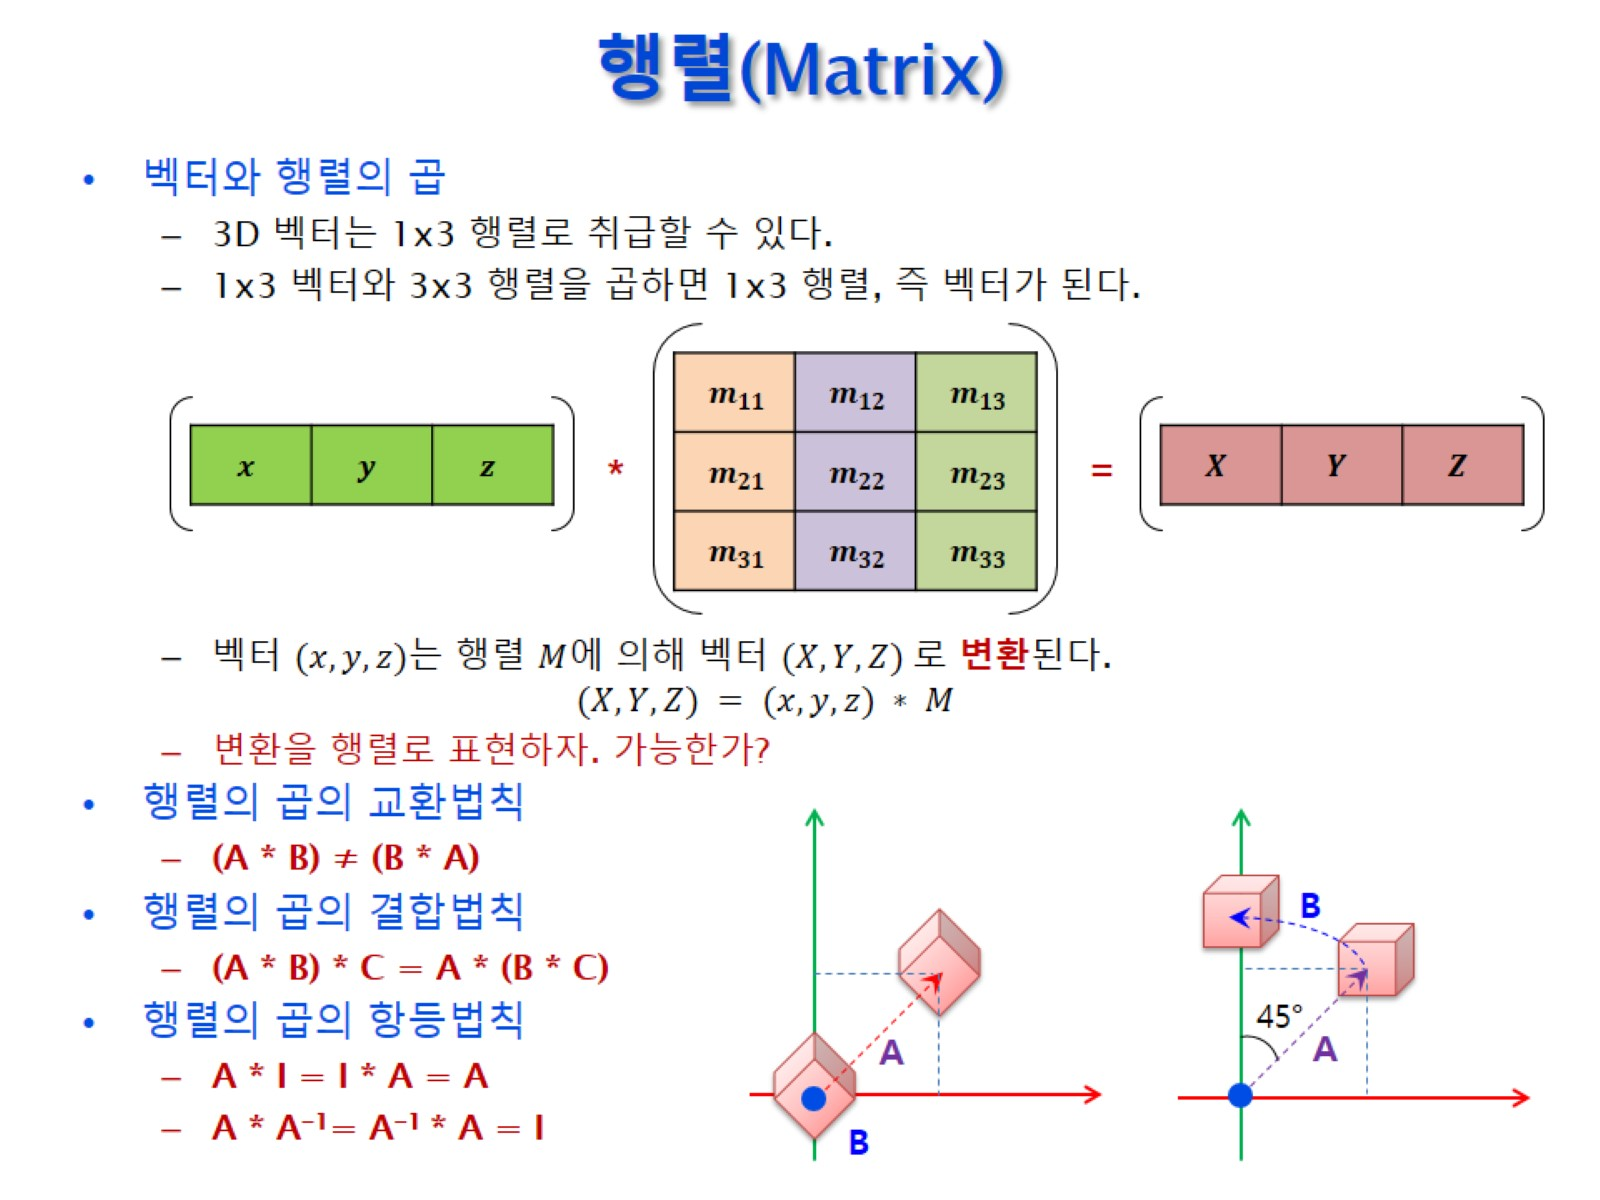 행렬(Matrix)
• 벡터와 행렬의 곱
– 3D 벡터는 1x3 행렬로 취급할 수 있다.
– 1x3 벡터와 3x3 행렬을 곱하면 1x3 행렬, 즉 벡터가 된다.
x y z * m₁₁ m₁₂ m₁₃ = X Y Z
m₂₁ m₂₂ m₂₃
m₃₁ m₃₂ m₃₃
– 벡터 (x,y,z)는 행렬 M에 의해 벡터 (X,Y,Z) 로 변환된다.
(X,Y,Z) = (x,y,z) * M
– 변환을 행렬로 표현하자. 가능한가?
• 행렬의 곱의 교환법칙
– (A * B) ≠ (B * A)
• 행렬의 곱의 결합법칙
– (A * B) * C = A * (B * C)
• 행렬의 곱의 항등법칙
– A * I = I * A = A
– A * A⁻¹= A⁻¹ * A = I
A
B
B
45°
A